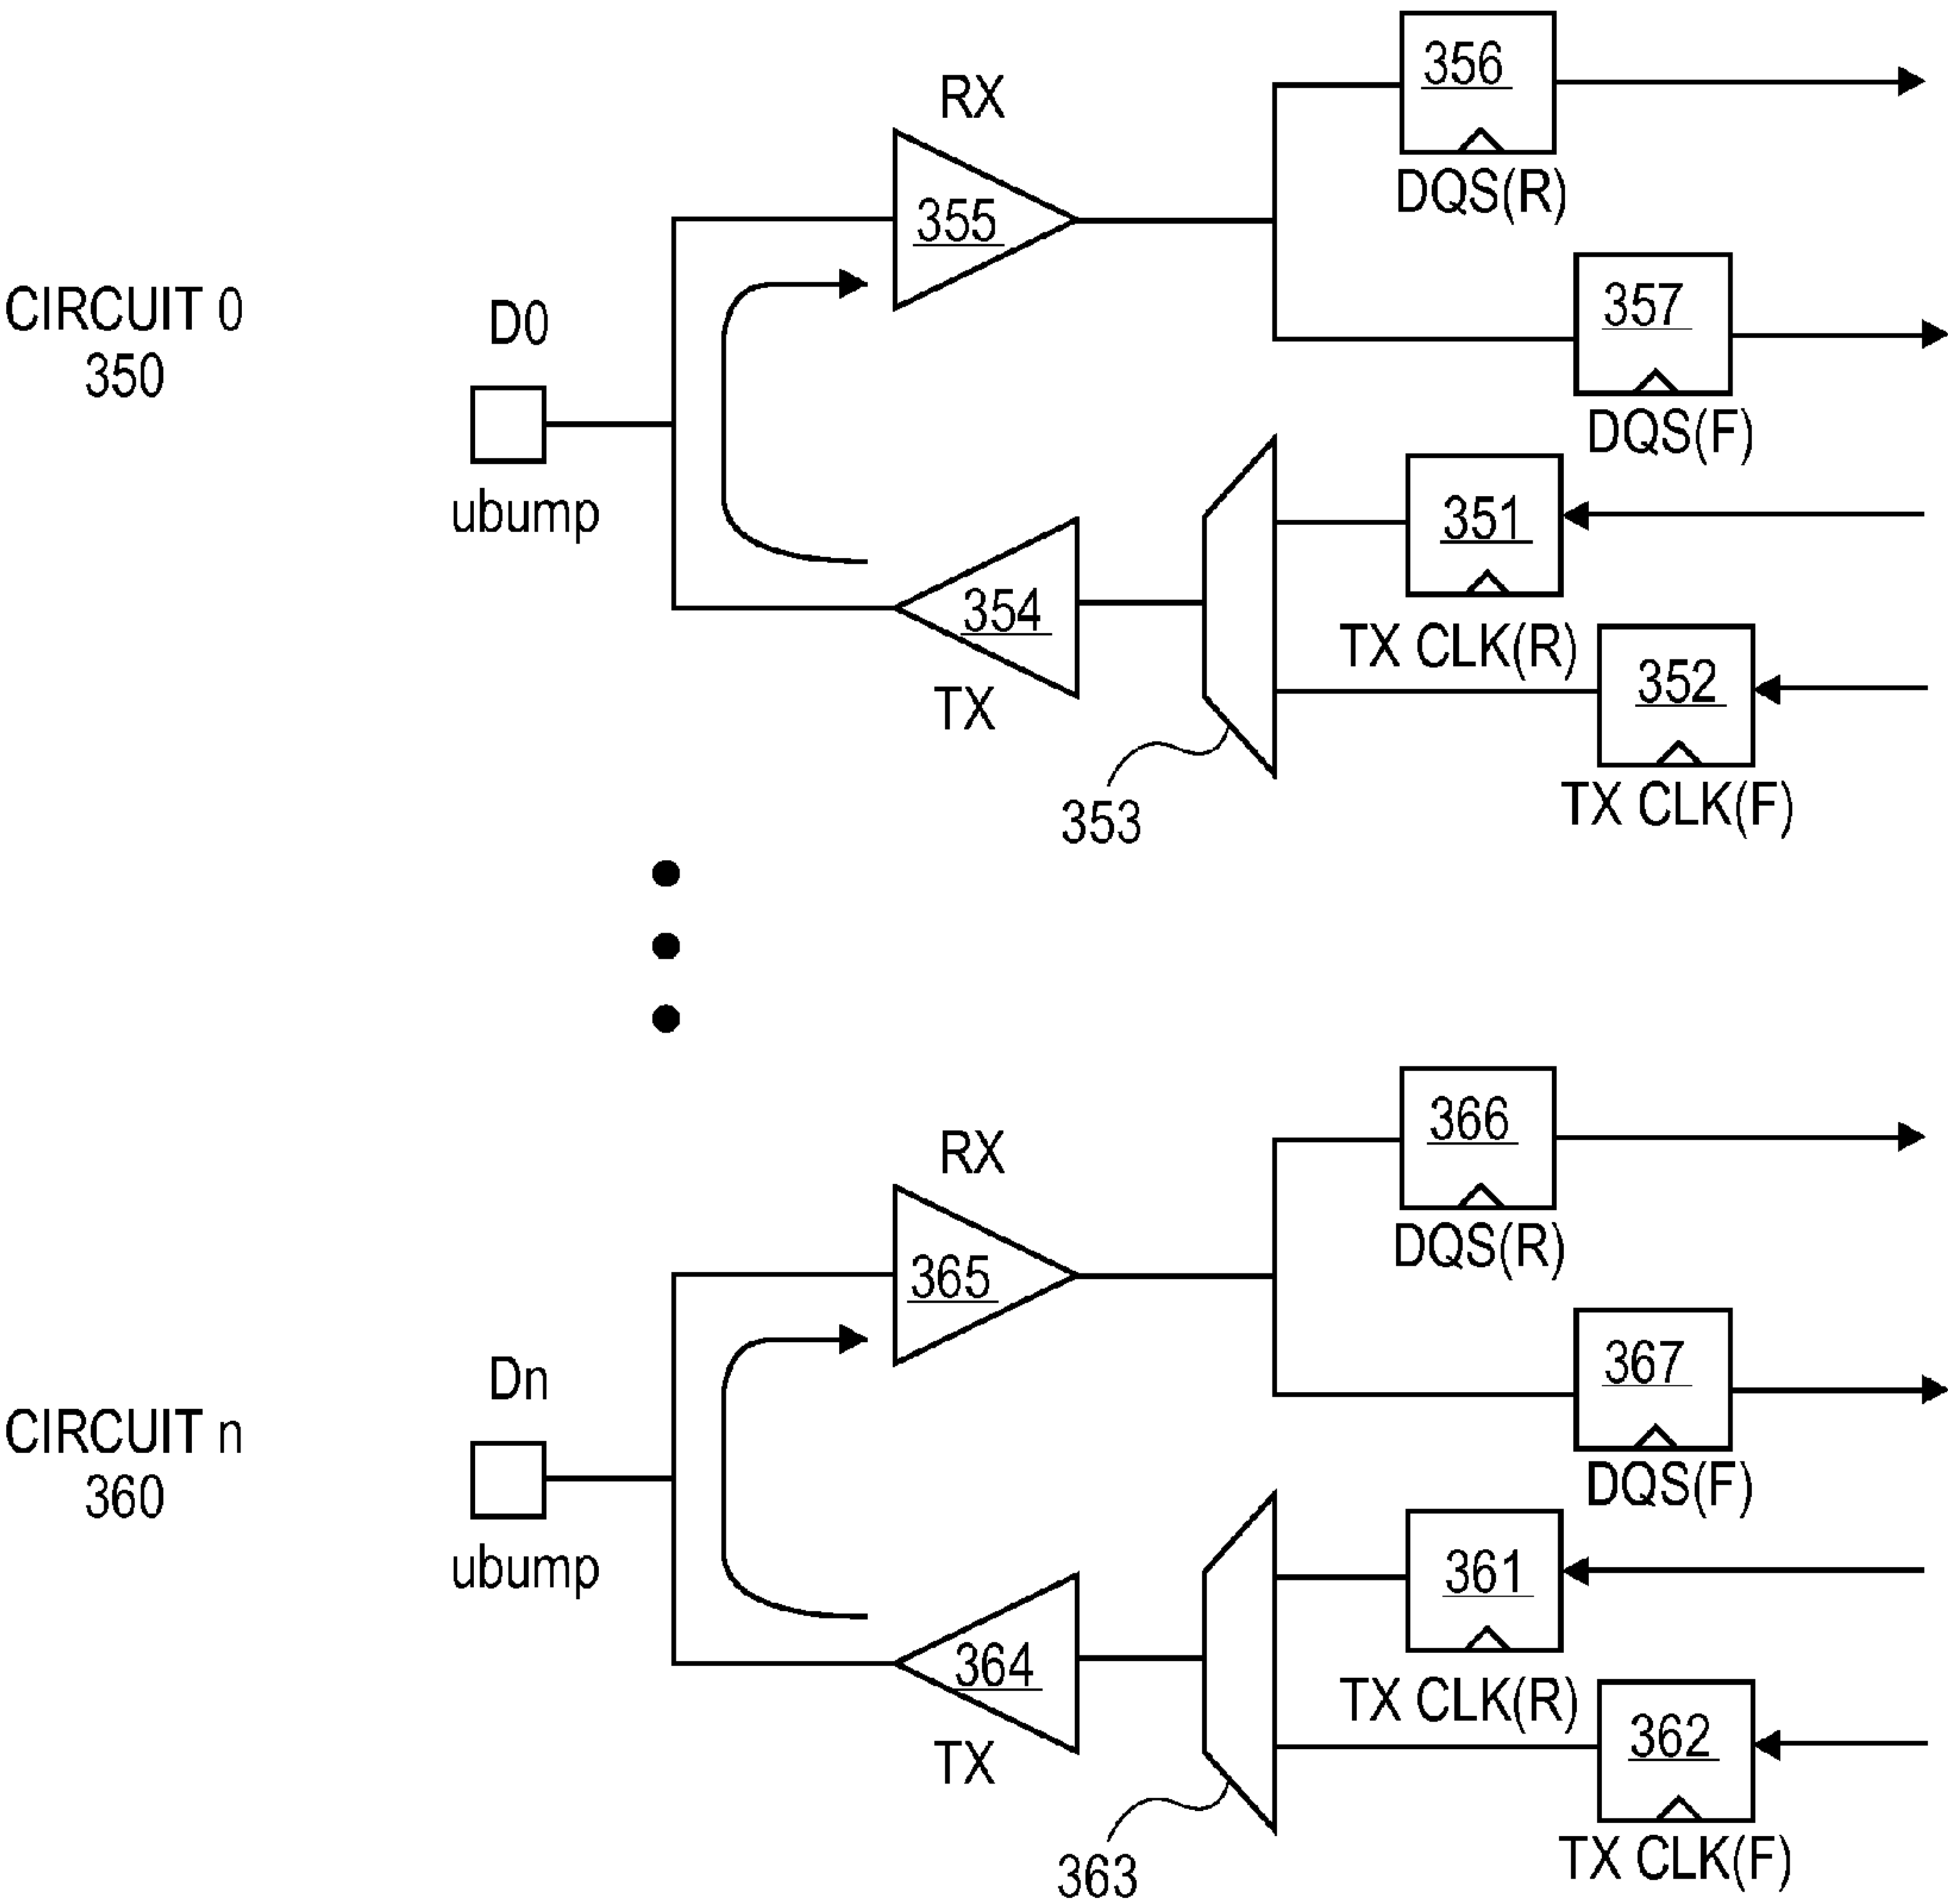 356
RX
DQS(R)
355
357
CIRCUIT 0
350
D0
DQS(F)
ubump
351
354
TX CLK(R)
352
TX
353
TX CLK(F)
366
RX
DQS(R)
365
367
Dn
CIRCUIT n
360
DQS(F)
ubump
361
364
TX CLK(R)
362
TX
363
TX CLK(F)